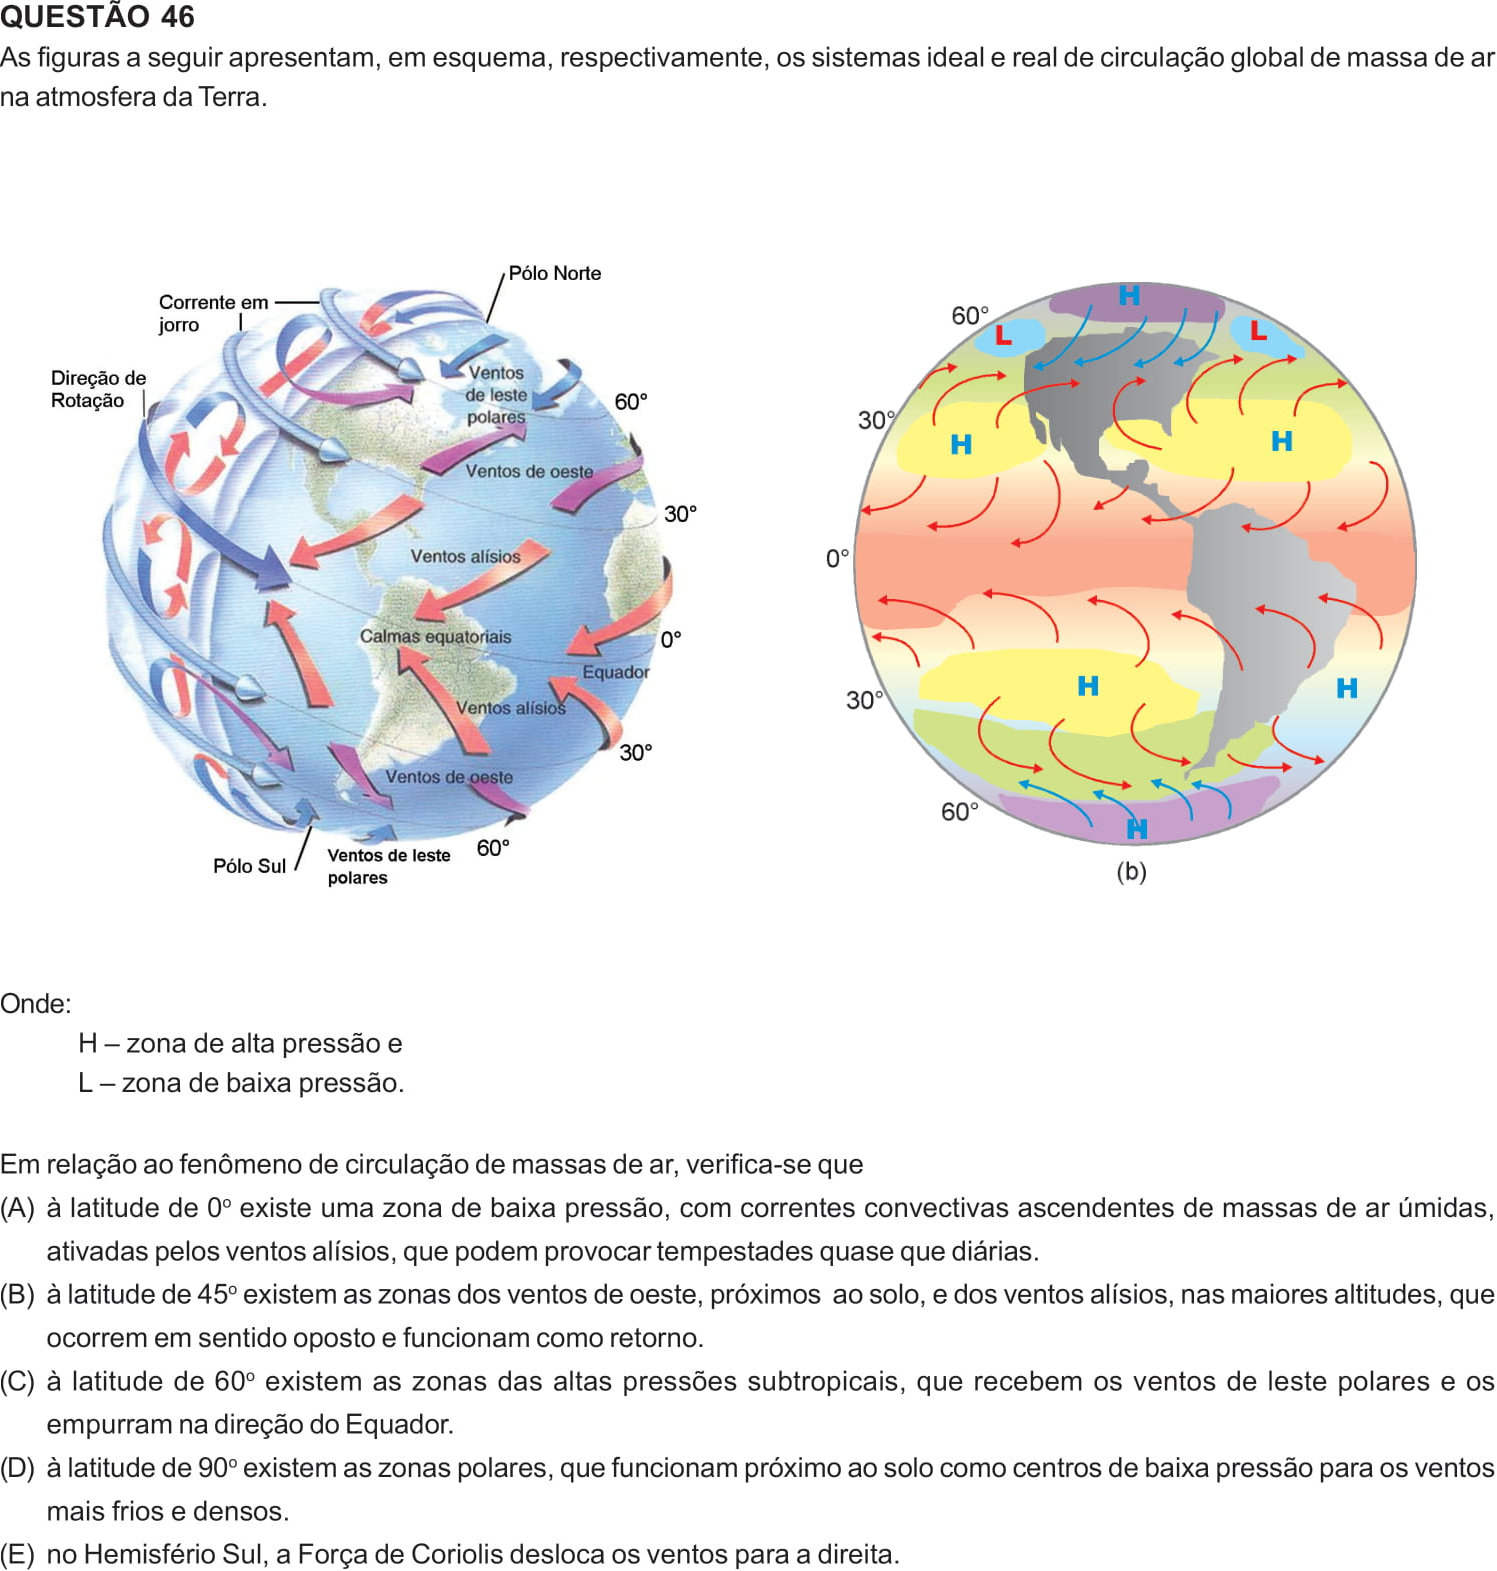 QUESTÃO 46
As figuras a seguir apresentam, em esquema, respectivamente, os sistemas ideal e real de circulação global de massa de ar
na atmosfera da Terra.
Pólo Norte
Corrente em
jorro
Direção de
Rotação
Ventos
de leste
polares
60°
Ventos de oeste
30°
Ventos alísios
Calmas equatoriais
0°
Equador
Ventos alísios
30°
Ventos de oeste
60°
Pólo Sul
Ventos de leste
polares
H
60°
L
L
30°
H
H
0°
H
H
30°
60°
H
(b)
Onde:
H – zona de alta pressão e
L – zona de baixa pressão.
Em relação ao fenômeno de circulação de massas de ar, verifica-se que
(A) à latitude de 0º existe uma zona de baixa pressão, com correntes convectivas ascendentes de massas de ar úmidas,
ativadas pelos ventos alísios, que podem provocar tempestades quase que diárias.
(B) à latitude de 45º existem as zonas dos ventos de oeste, próximos ao solo, e dos ventos alísios, nas maiores altitudes, que
ocorrem em sentido oposto e funcionam como retorno.
(C) à latitude de 60º existem as zonas das altas pressões subtropicais, que recebem os ventos de leste polares e os
empurram na direção do Equador.
(D) à latitude de 90º existem as zonas polares, que funcionam próximo ao solo como centros de baixa pressão para os ventos
mais frios e densos.
(E) no Hemisfério Sul, a Força de Coriolis desloca os ventos para a direita.